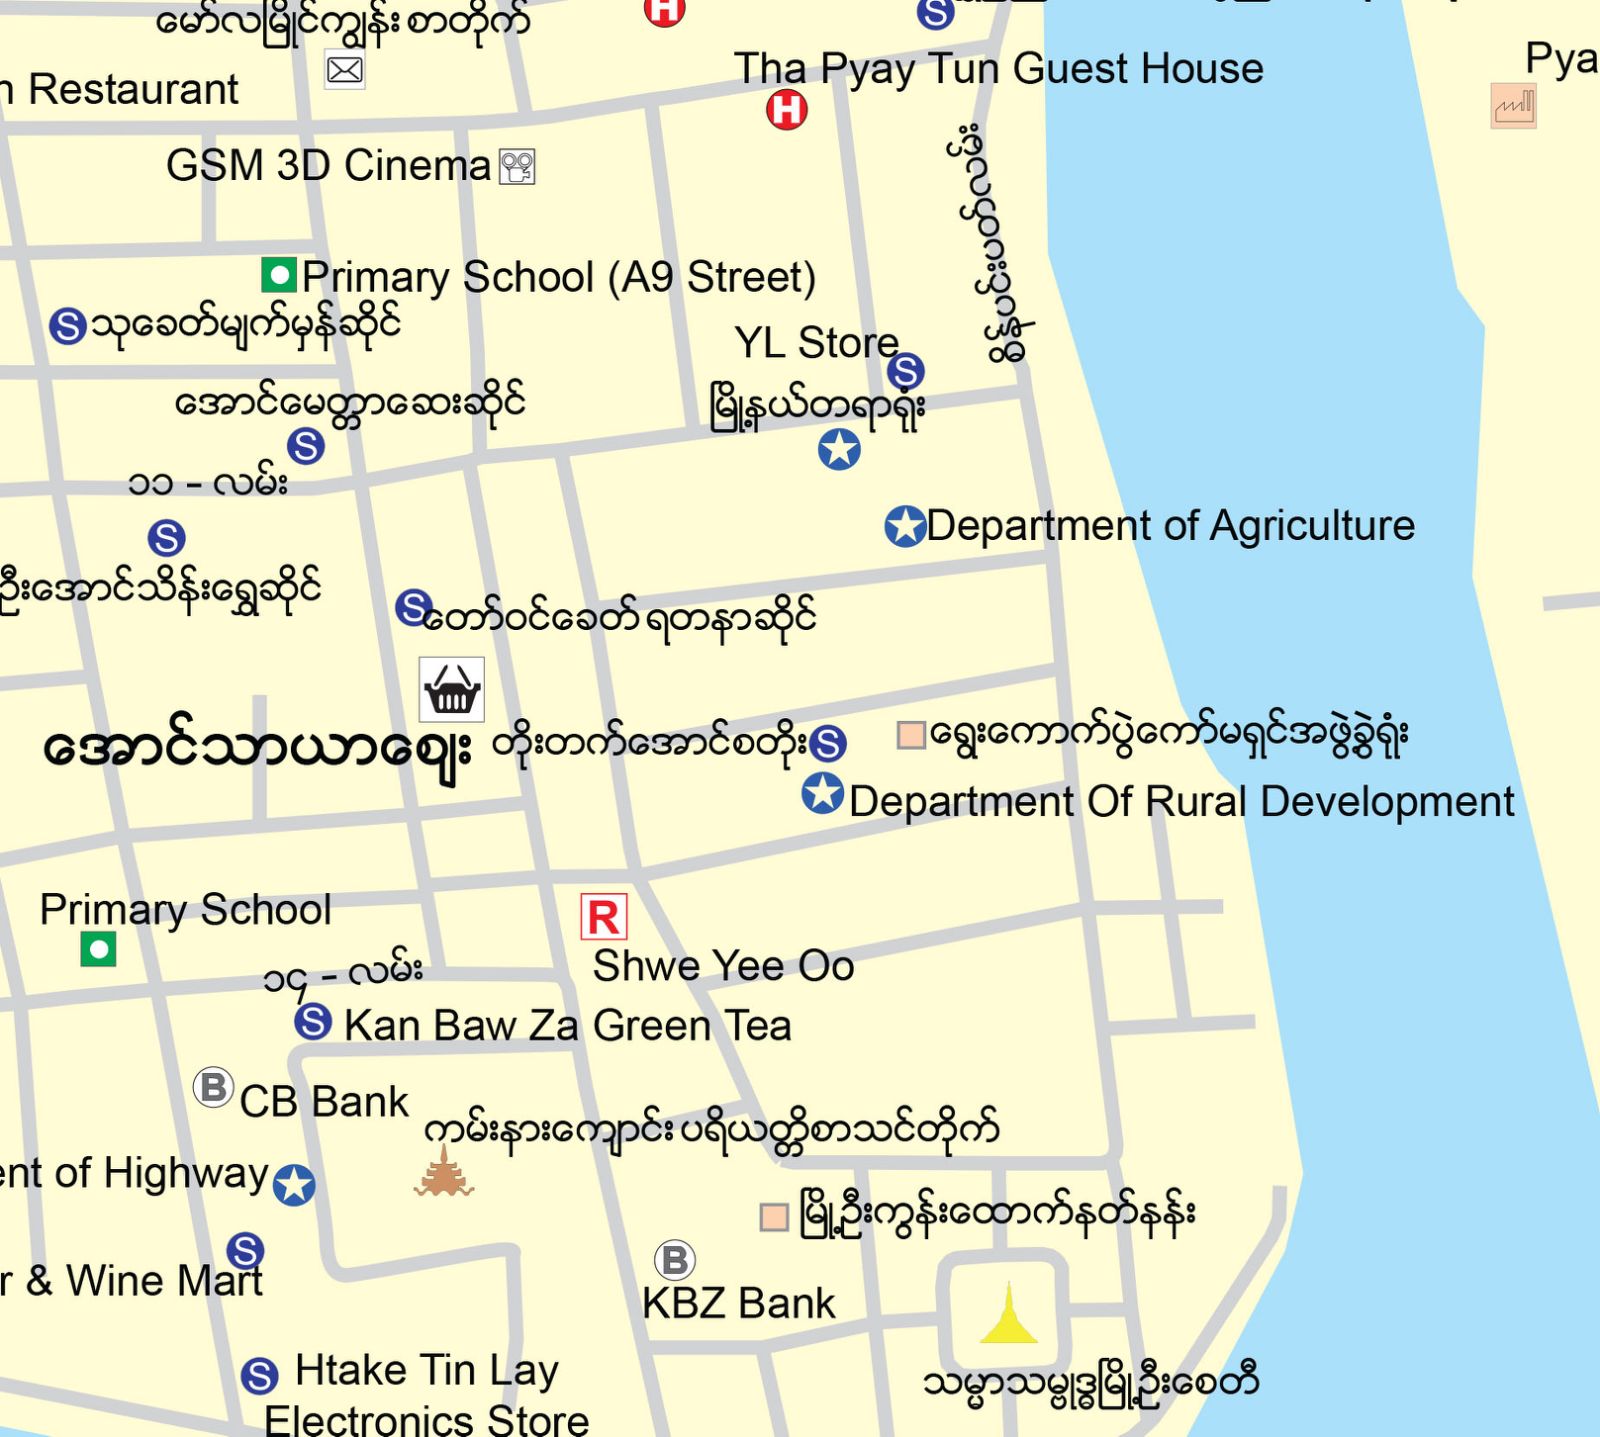 မော်လမြိုင်ကျွန်းစာတိုက်
H
S
Tha Pyay Tun Guest House
H
Pya
n Restaurant
GSM 3D Cinema
Primary School (A9 Street)
S သုခေတ်မျက်မှန်ဆိုင်
YL Store
S
မြို့နယ်တရာရုံး
အောင်မေတ္တာဆေးဆိုင်
S
၁၁ - လမ်း
S
Department of Agriculture
ဦးအောင်သိန်းရွှေဆိုင်
S တော်ဝင်ခေတ်ရတနာဆိုင်
အောင်သာယာဈေး
တိုးတက်အောင်စတိုး S
ရွေးကောက်ပွဲကော်မရှင်အဖွဲ့ခွဲရုံး
Department Of Rural Development
Primary School
R
Shwe Yee Oo
၁၄ - လမ်း
S Kan Baw Za Green Tea
B CB Bank
ကမ်းနားကျောင်းပရိယတ္တိစာသင်တိုက်
ent of Highway
မြို့ဦးကွန်းထောက်နတ်နန်း
S
r & Wine Mart
B
KBZ Bank
S Htake Tin Lay
Electronics Store
သမ္မာသမ္ဗုဒ္ဓမြို့ဦးစေတီ